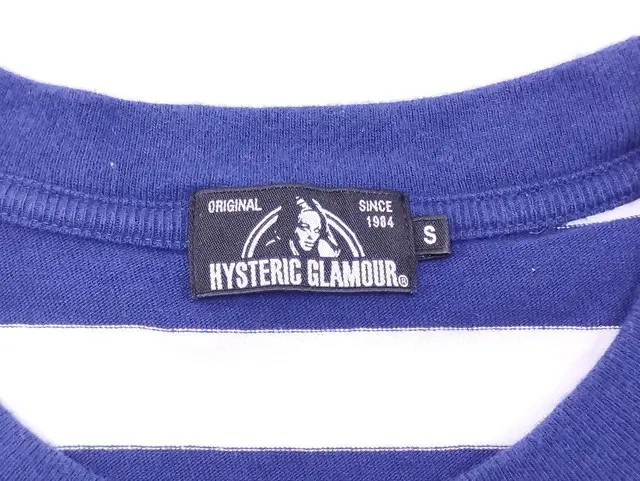 ORIGINAL SINCE
1984
HYSTERIC GLAMOUR®
S